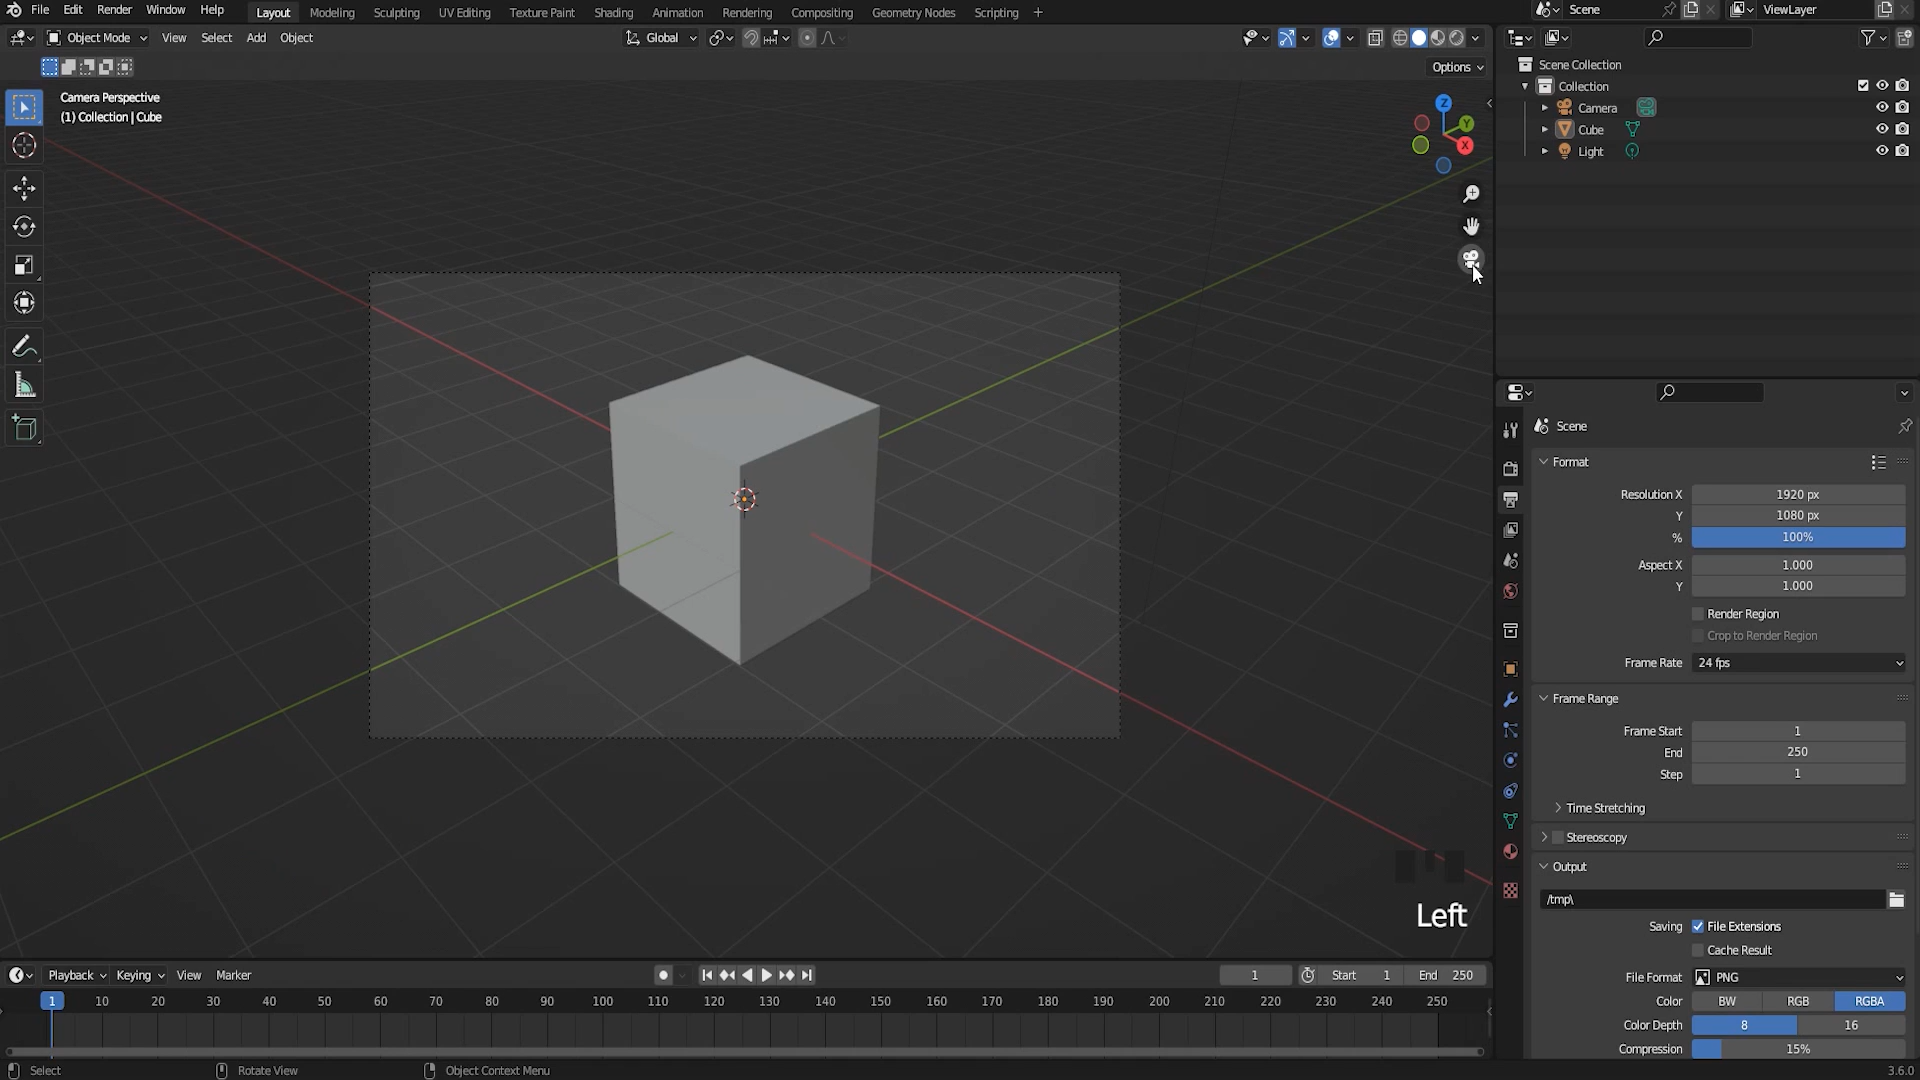 File Edit Render Window Help Layout Modeling Sculpting UV Editing Texture Paint Shading Animation Rendering Compositing Geometry Nodes Scripting + Scene ViewLayer
Object Mode View Select Add Object Global
Options
Camera Perspective
(1) Collection | Cube
Z
Y
X
Scene Collection
Collection
Camera
Cube
Light
Scene
Format
Resolution X 1920 px
Y 1080 px
% 100%
Aspect X 1.000
Y 1.000
Render Region
Crop to Render Region
Frame Rate 24 fps
Frame Range
Frame Start 1
End 250
Step 1
Time Stretching
Stereoscopy
Output
/tmp\
Saving File Extensions
Cache Result
File Format PNG
Color BW RGB RGBA
Color Depth 8 16
Compression 15%
Left
Playback Keying View Marker 1 Start 1 End 250
1 10 20 30 40 50 60 70 80 90 100 110 120 130 140 150 160 170 180 190 200 210 220 230 240 250
Select Rotate View Object Context Menu 3.6.0